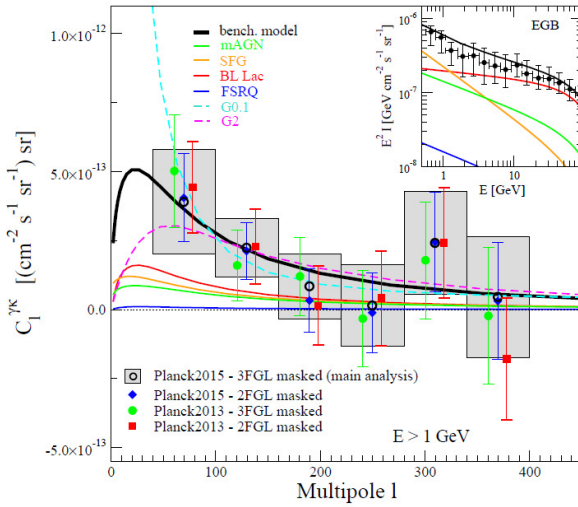 1.0×10⁻¹²
5.0×10⁻¹³
0.0
-5.0×10⁻¹³
C_l^γκ [(cm⁻² s⁻¹ sr⁻¹) sr]
bench. model
mAGN
SFG
BL Lac
FSRQ
G0.1
G2
EGB
E² I [GeV cm⁻² s⁻¹ sr⁻¹]
10⁻⁶
10⁻⁷
10⁻⁸
1 10
E [GeV]
Planck2015 - 3FGL masked (main analysis)
Planck2015 - 2FGL masked
Planck2013 - 3FGL masked
Planck2013 - 2FGL masked
E > 1 GeV
0 100 200 300 400
Multipole l